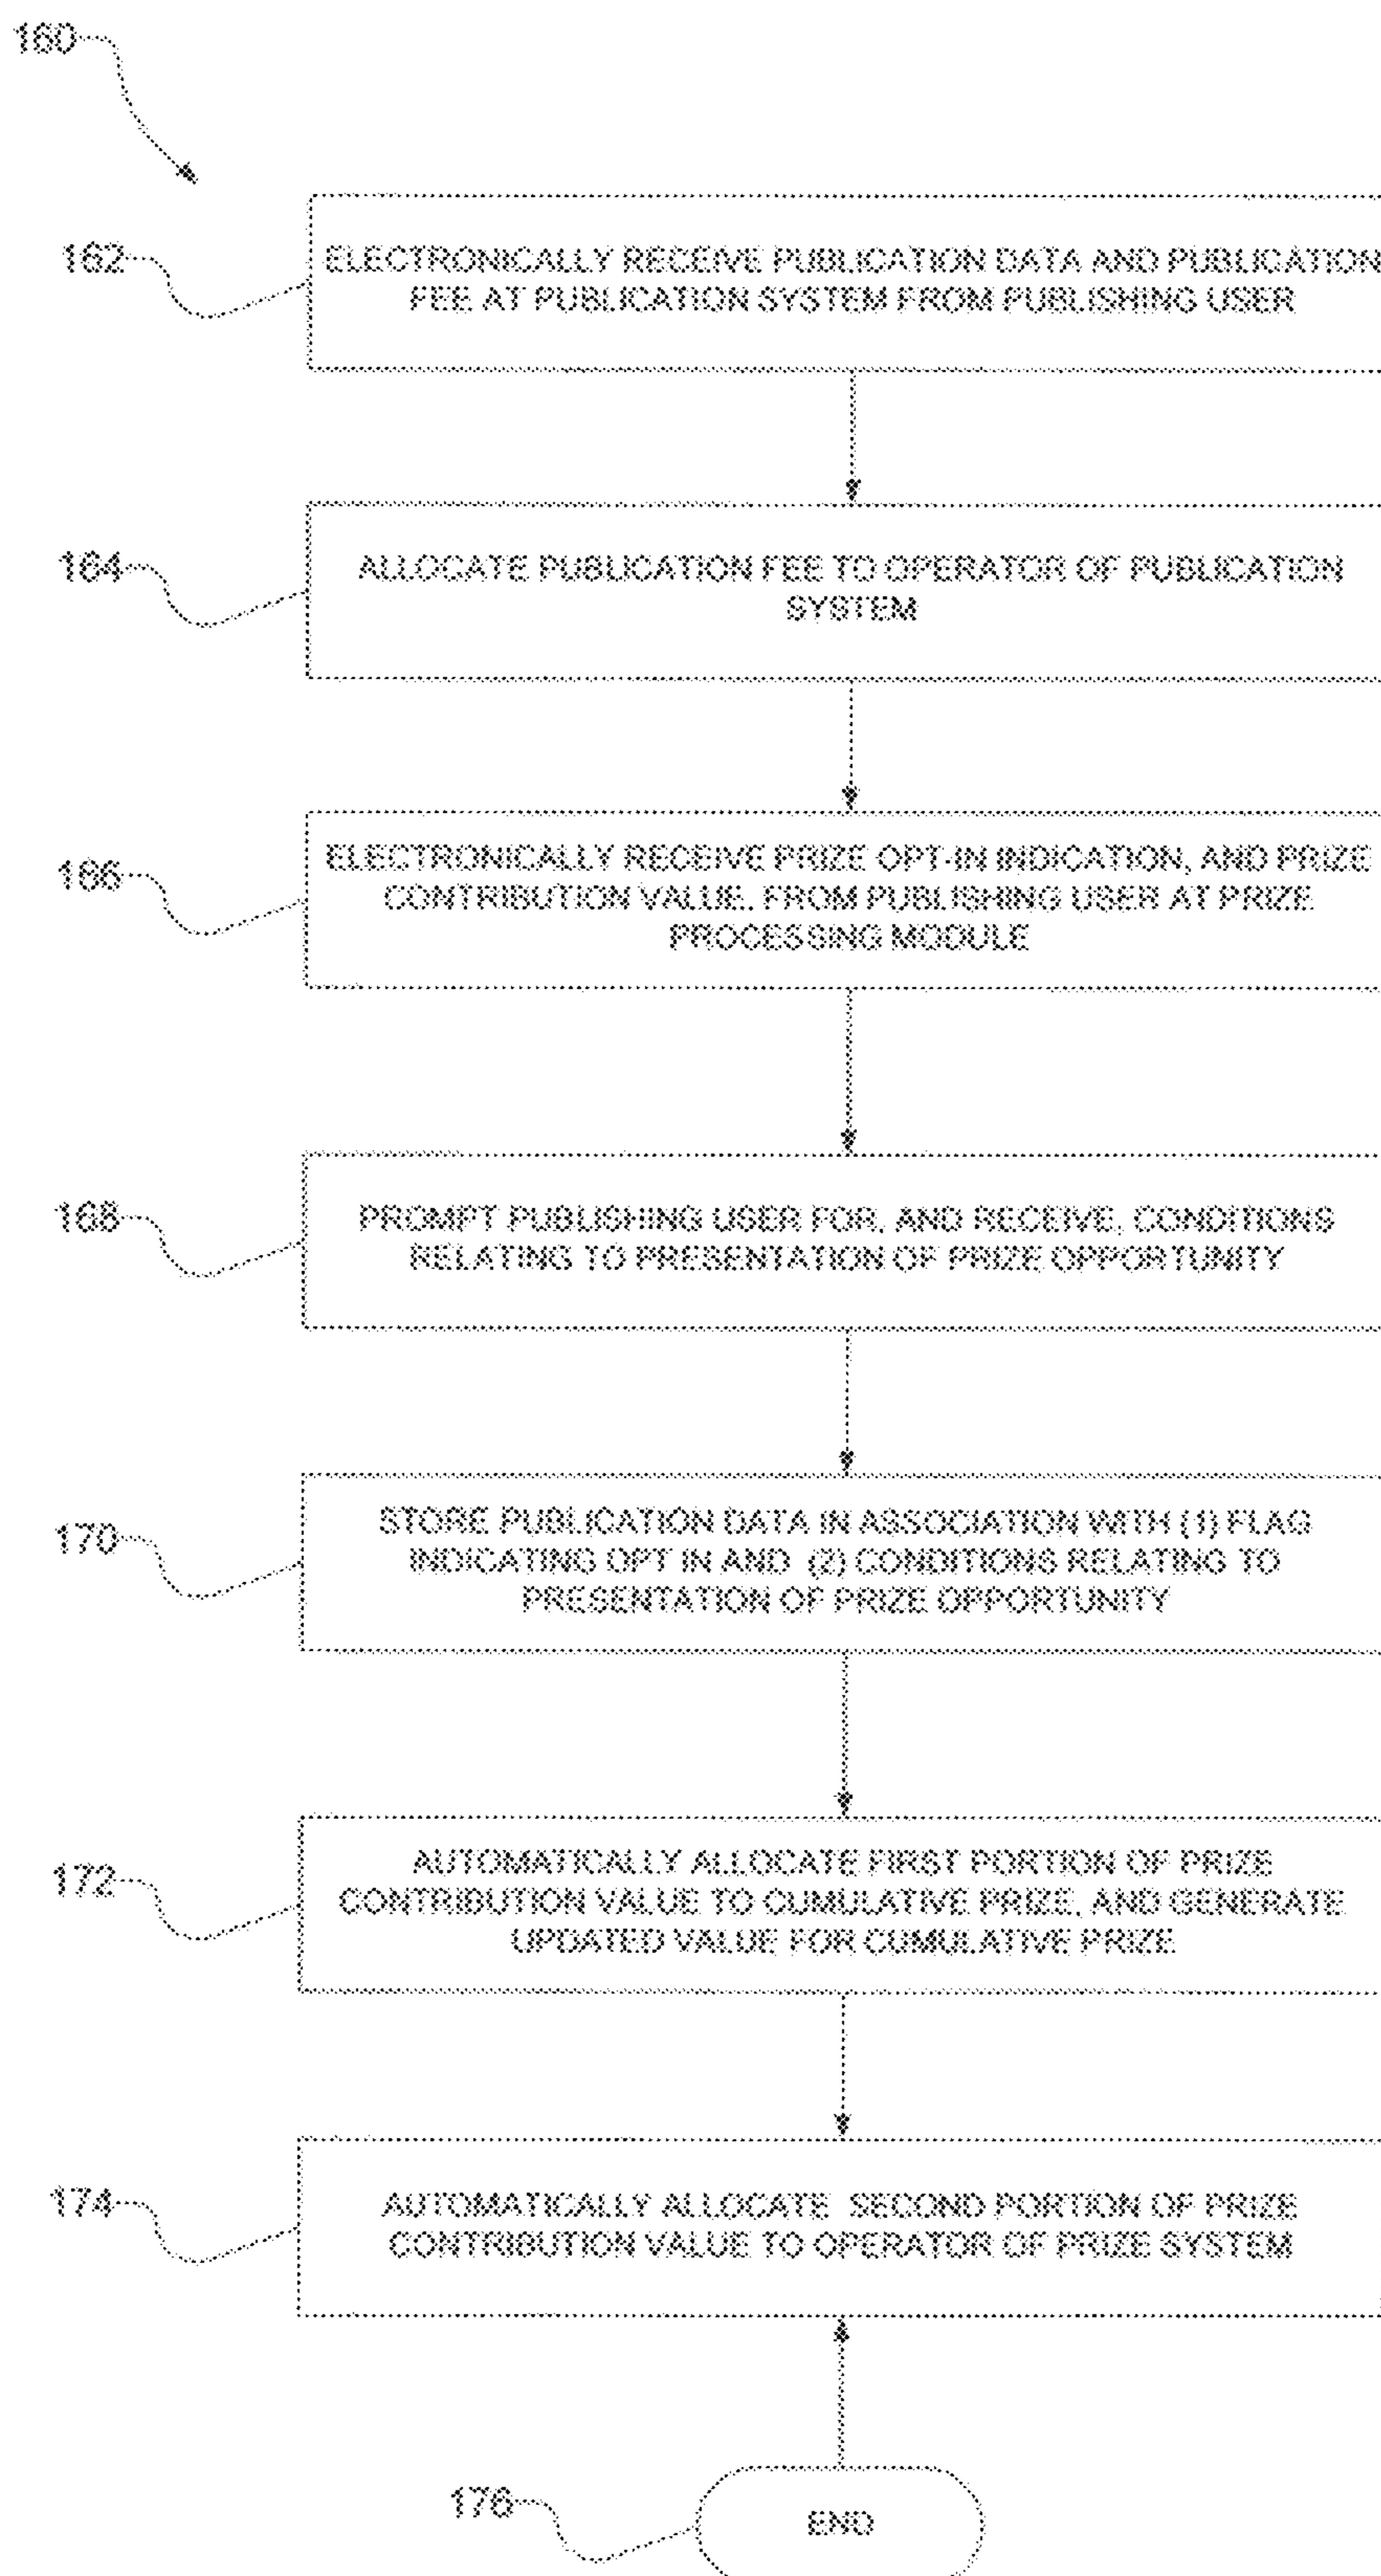 160
162
ELECTRONICALLY RECEIVE PUBLICATION DATA AND PUBLICATION
FEE AT PUBLICATION SYSTEM FROM PUBLISHING USER
164
ALLOCATE PUBLICATION FEE TO OPERATOR OF PUBLICATION
SYSTEM
166
ELECTRONICALLY RECEIVE PRIZE OPT-IN INDICATION, AND PRIZE
CONTRIBUTION VALUE, FROM PUBLISHING USER AT PRIZE
PROCESSING MODULE
168
PROMPT PUBLISHING USER FOR, AND RECEIVE, CONDITIONS
RELATING TO PRESENTATION OF PRIZE OPPORTUNITY
170
STORE PUBLICATION DATA IN ASSOCIATION WITH (1) FLAG
INDICATING OPT IN AND (2) CONDITIONS RELATING TO
PRESENTATION OF PRIZE OPPORTUNITY
172
AUTOMATICALLY ALLOCATE FIRST PORTION OF PRIZE
CONTRIBUTION VALUE TO CUMULATIVE PRIZE, AND GENERATE
UPDATED VALUE FOR CUMULATIVE PRIZE
174
AUTOMATICALLY ALLOCATE SECOND PORTION OF PRIZE
CONTRIBUTION VALUE TO OPERATOR OF PRIZE SYSTEM
176
END